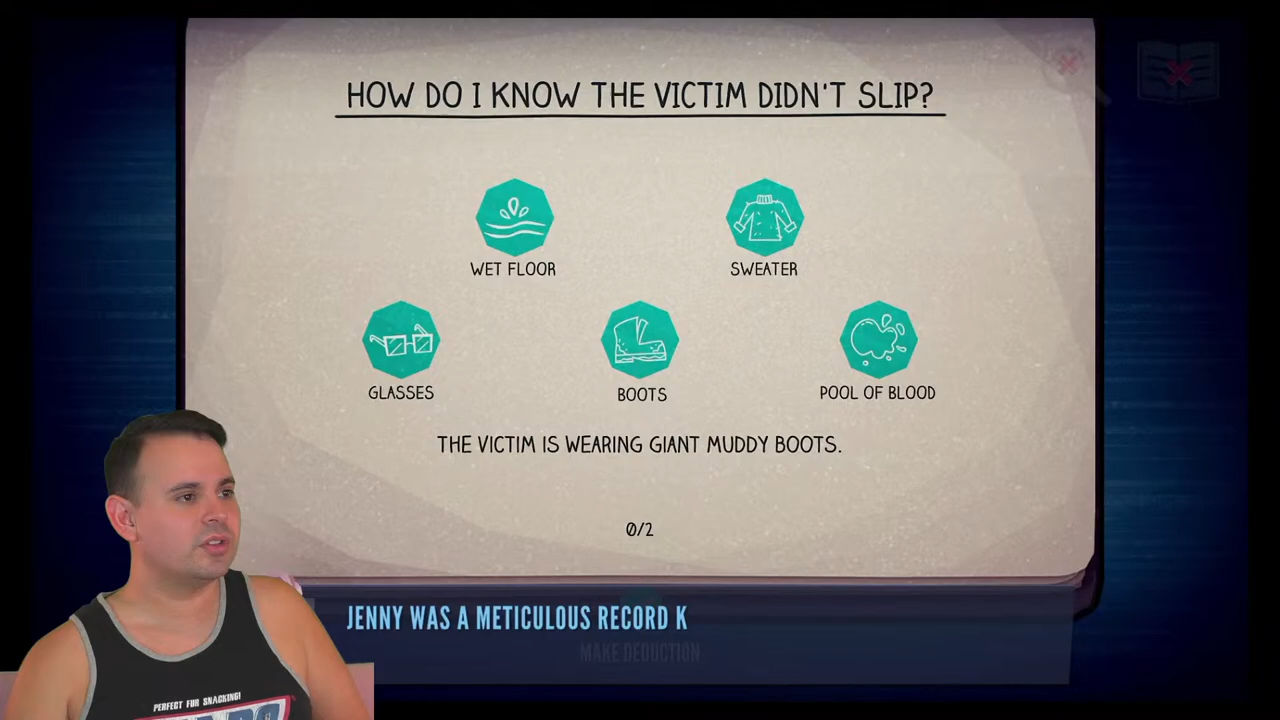 HOW DO I KNOW THE VICTIM DIDN'T SLIP?
WET FLOOR
SWEATER
GLASSES
BOOTS
POOL OF BLOOD
THE VICTIM IS WEARING GIANT MUDDY BOOTS.
0/2
JENNY WAS A METICULOUS RECORD K
MAKE DEDUCTION
PERFECT FUR SNACKING!